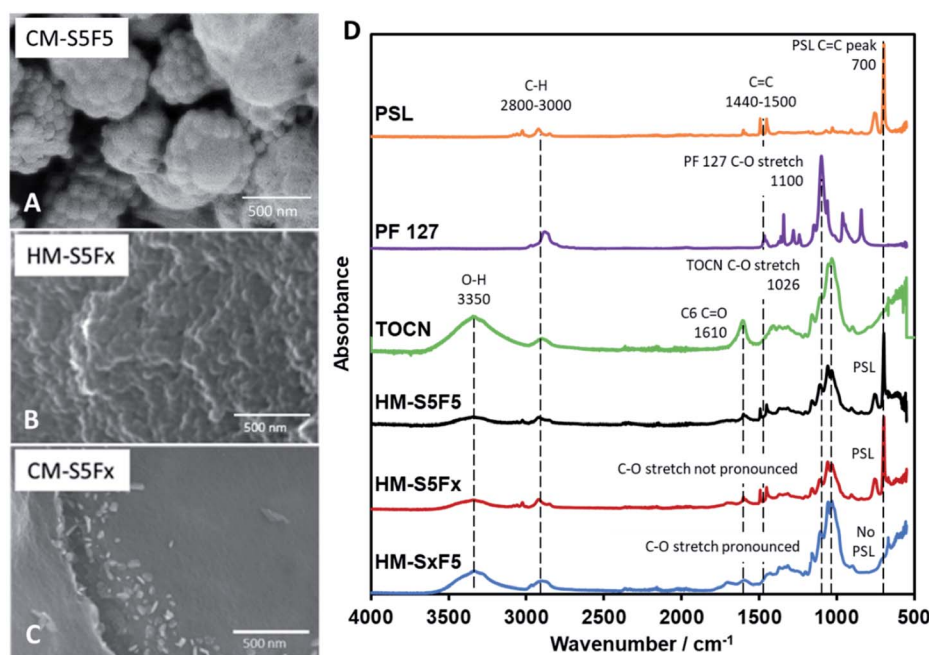 CM-S5F5
A
500 nm
HM-S5Fx
B
500 nm
CM-S5Fx
C
500 nm
D
PSL C=C peak
700
C-H
2800-3000
C=C
1440-1500
PSL
PF 127 C-O stretch
1100
PF 127
TOCN C-O stretch
1026
O-H
3350
C6 C=O
1610
TOCN
PSL
HM-S5F5
PSL
C-O stretch not pronounced
HM-S5Fx
No
PSL
C-O stretch pronounced
HM-SxF5
Absorbance
4000 3500 3000 2500 2000 1500 1000 500
Wavenumber / cm⁻¹